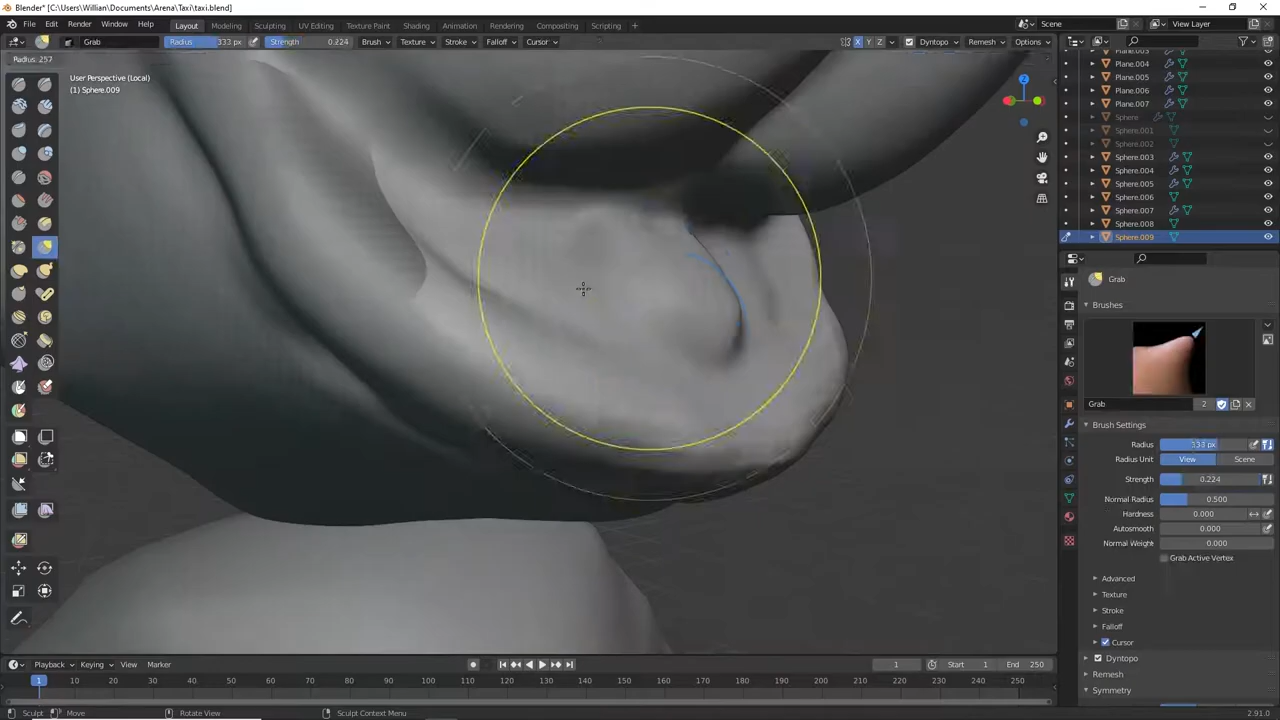 Blender* [C:\Users\Willian\Documents\Arena\Taxi\taxi.blend]
File Edit Render Window Help Layout Modeling Sculpting UV Editing Texture Paint Shading Animation Rendering Compositing Scripting + Scene View Layer
Grab Radius 333 px Strength 0.224 Brush Texture Stroke Falloff Cursor X Y Z Dyntopo Remesh Options
Radius: 257
User Perspective (Local)
(1) Sphere.009
Z
Plane.003
Plane.004
Plane.005
Plane.006
Plane.007
Sphere
Sphere.001
Sphere.002
Sphere.003
Sphere.004
Sphere.005
Sphere.006
Sphere.007
Sphere.008
Sphere.009
Grab
Brushes
Grab 2
Brush Settings
Radius 333 px
Radius Unit View Scene
Strength 0.224
Normal Radius 0.500
Hardness 0.000
Autosmooth 0.000
Normal Weight 0.000
Grab Active Vertex
Advanced
Texture
Stroke
Falloff
Cursor
Dyntopo
Remesh
Symmetry
Playback Keying View Marker 1 Start 1 End 250
1 10 20 30 40 50 60 70 80 90 100 110 120 130 140 150 160 170 180 190 200 210 220 230 240 250
Sculpt Move Rotate View Sculpt Context Menu 2.91.0